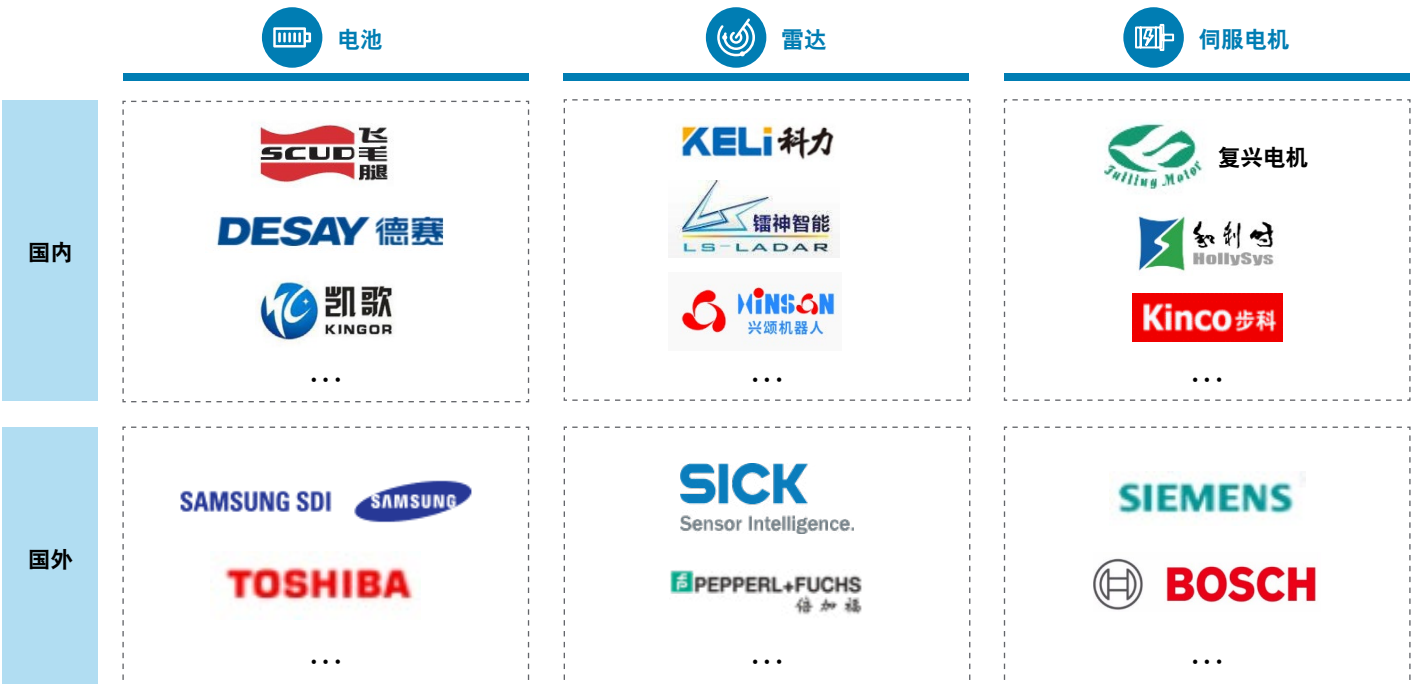 电池
雷达
伺服电机
国内
SCUD 飞毛腿
DESAY 德赛
凯歌
KINGOR
...
KELi 科力
镭神智能
LS-LADAR
HINSON
兴颂机器人
...
Fuiling Motor
复兴电机
和利时
HollySys
Kinco 步科
...
国外
SAMSUNG SDI SAMSUNG
TOSHIBA
...
SICK
Sensor Intelligence.
PEPPERL+FUCHS
倍加福
...
SIEMENS
BOSCH
...